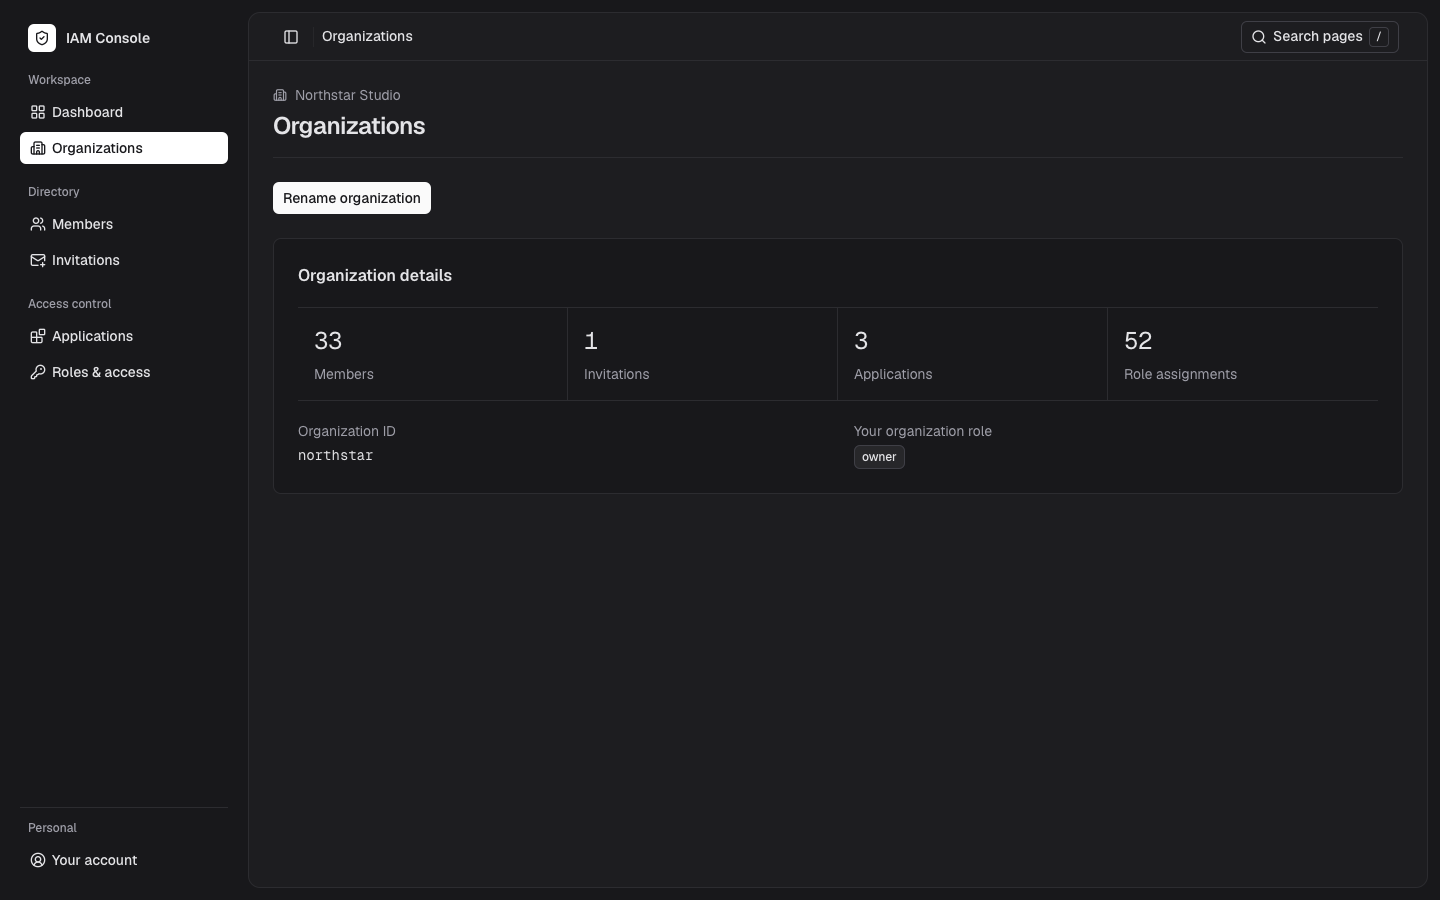 IAM Console
Workspace
Dashboard
Organizations
Directory
Members
Invitations
Access control
Applications
Roles & access
Personal
Your account
Organizations
Search pages /
Northstar Studio
Organizations
Rename organization
Organization details
33
Members
1
Invitations
3
Applications
52
Role assignments
Organization ID
northstar
Your organization role
owner